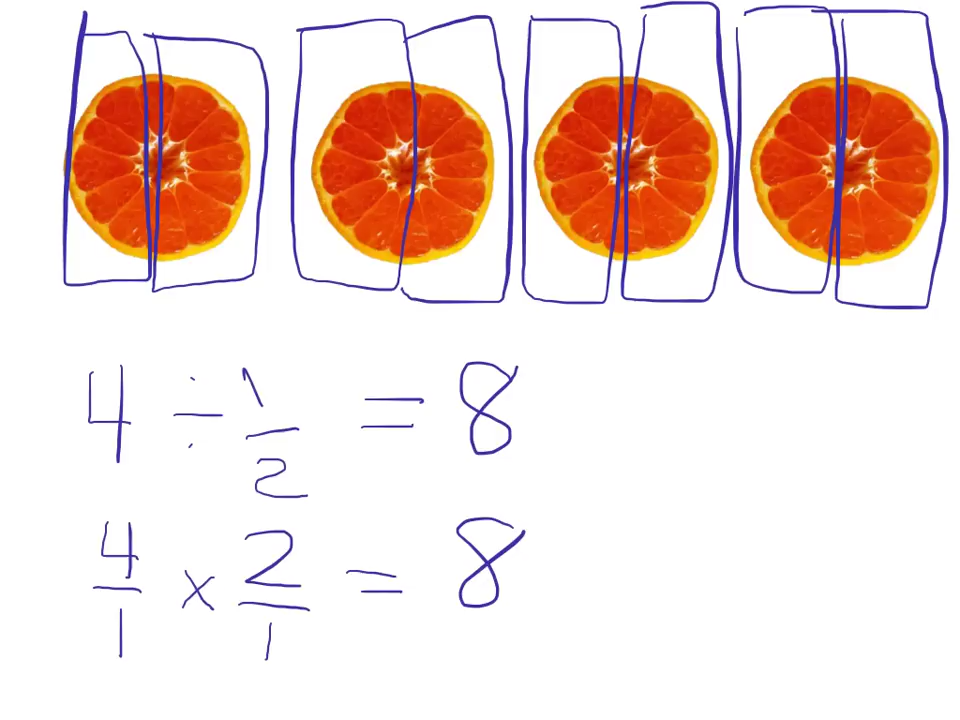 4 ÷ 1/2 = 8
4/1 × 2/1 = 8